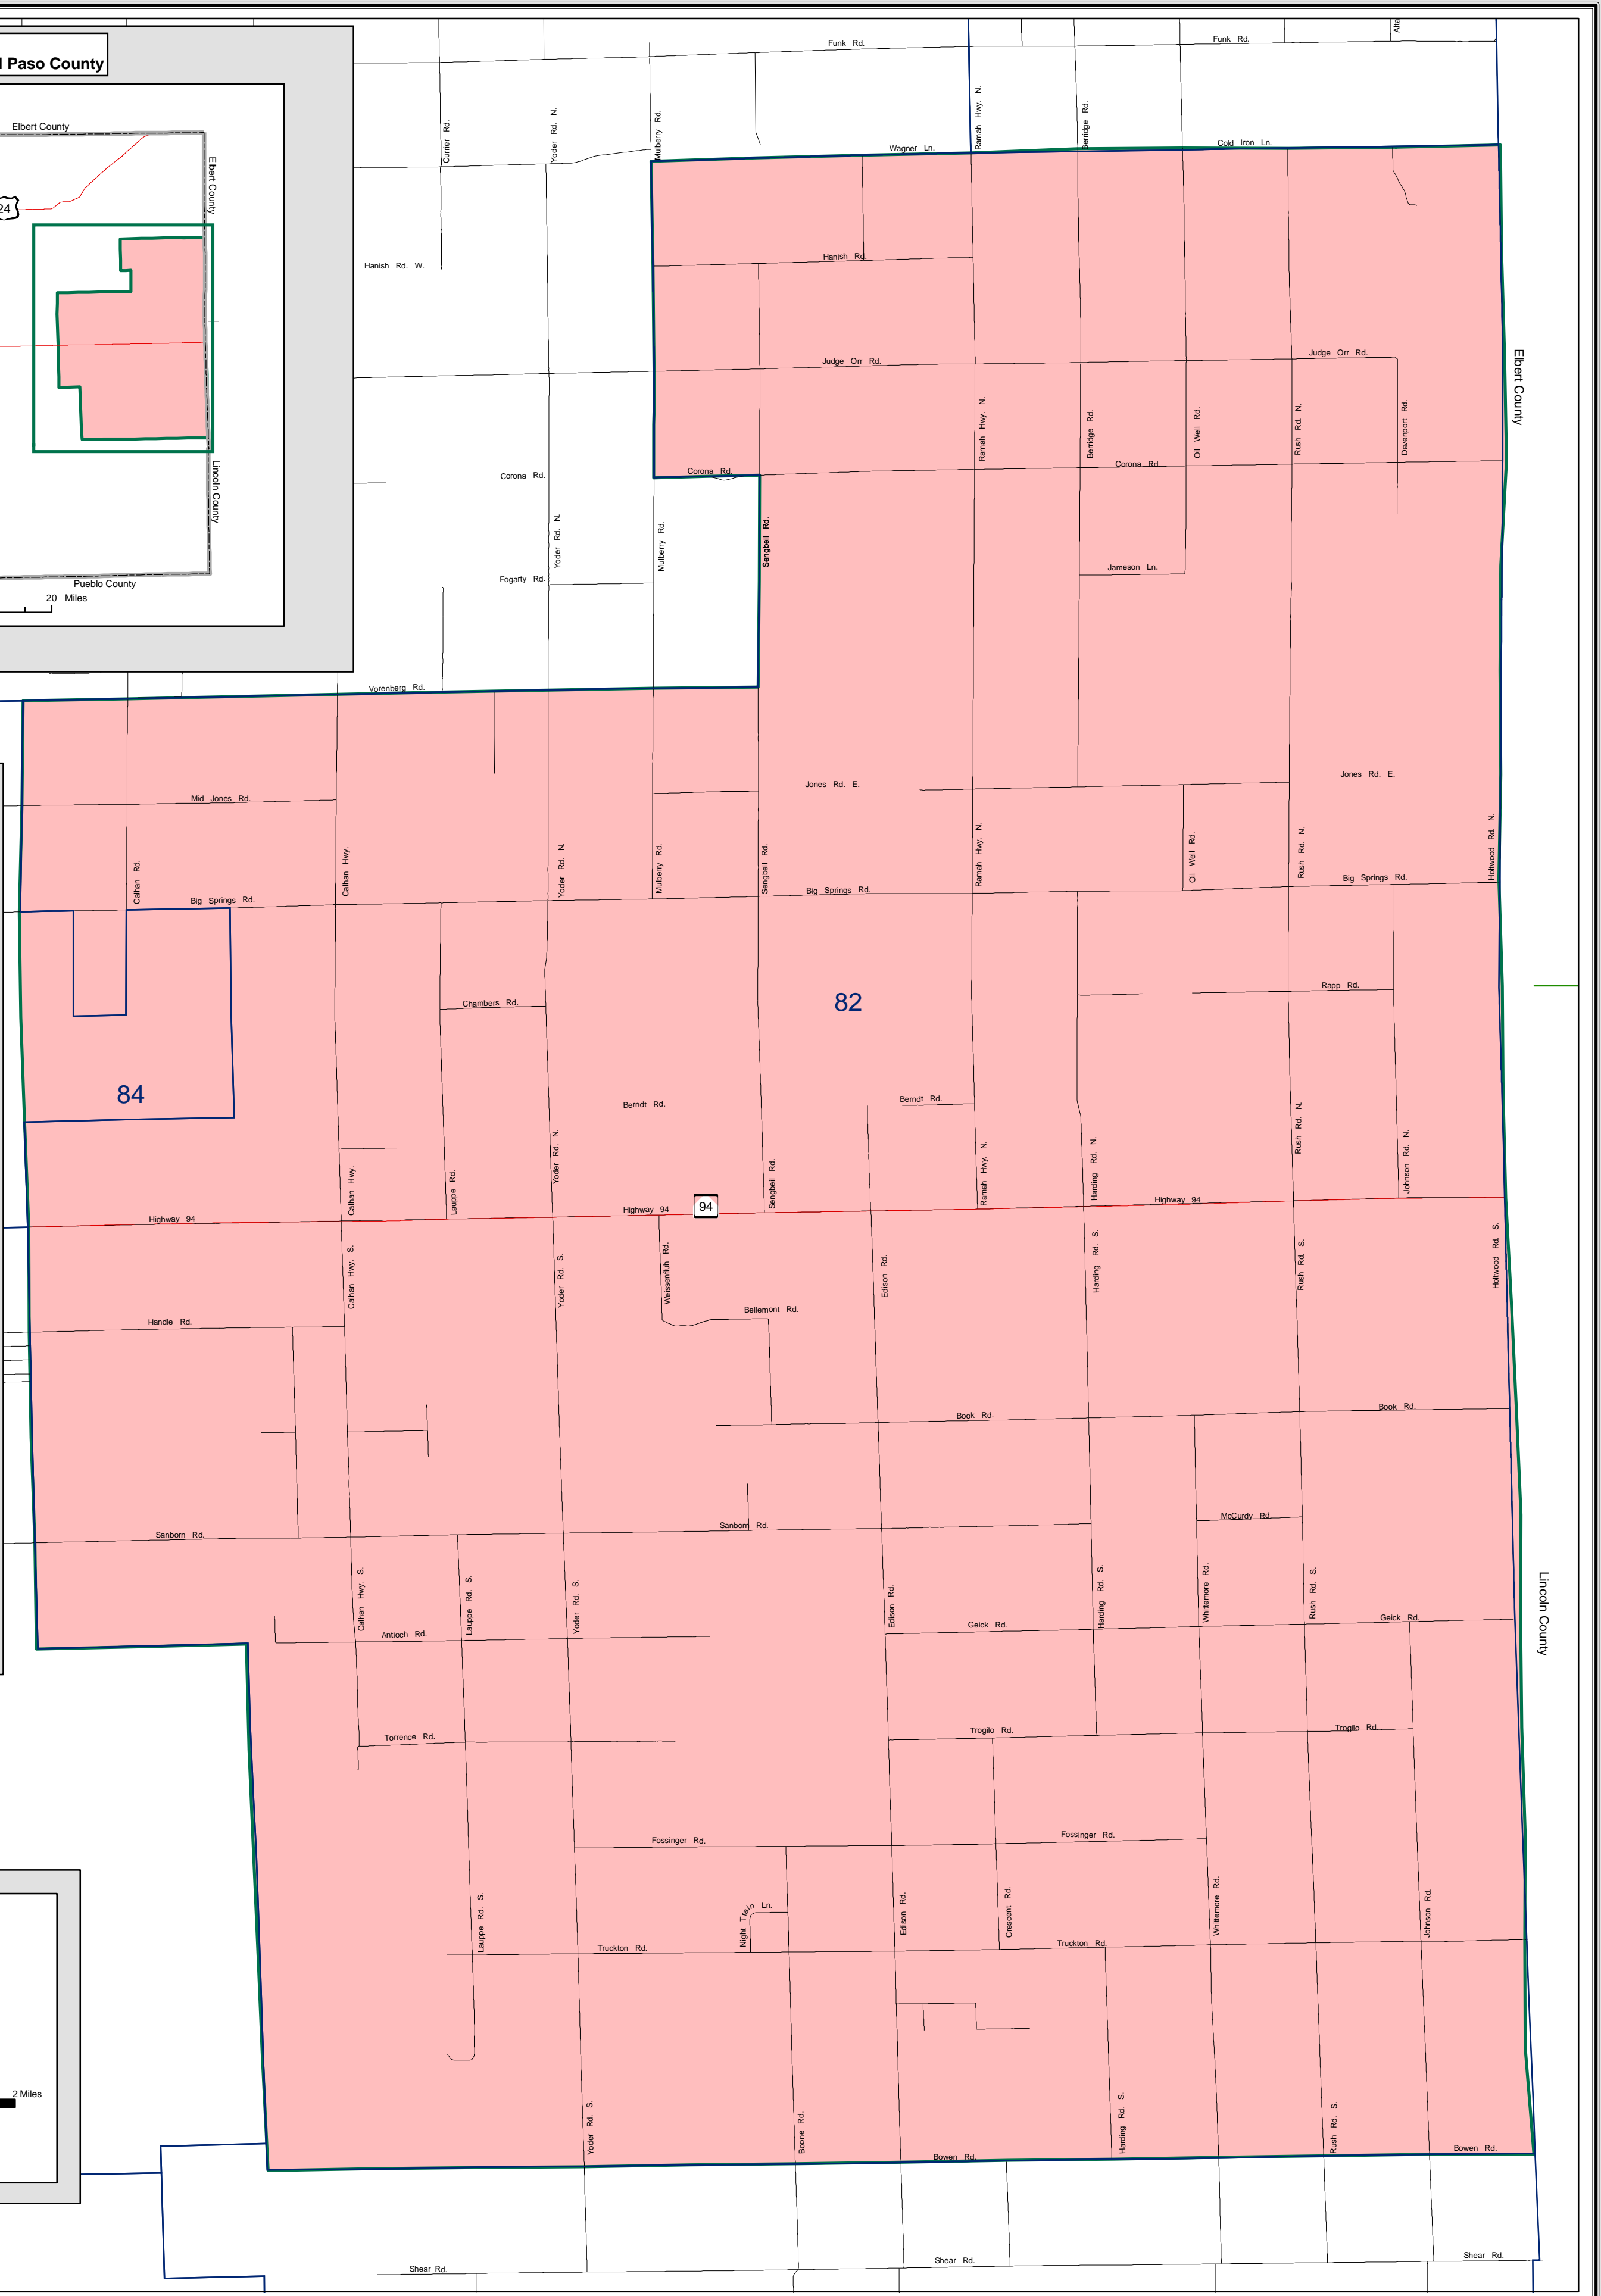 l Paso County
Elbert County
Elbert County
24
Lincoln County
Pueblo County
20 Miles
Funk Rd.
Funk Rd.
Alta
Currier Rd.
Yoder Rd. N.
Mulberry Rd.
Ramah Hwy. N.
Berridge Rd.
Wagner Ln.
Cold Iron Ln.
Hanish Rd. W.
Hanish Rd.
Judge Orr Rd.
Judge Orr Rd.
Elbert County
Ramah Hwy. N.
Berridge Rd.
Oil Well Rd.
Rush Rd. N.
Davenport Rd.
Corona Rd.
Corona Rd.
Corona Rd.
Yoder Rd. N.
Mulberry Rd.
Sengbeil Rd.
Fogarty Rd.
Jameson Ln.
Vorenberg Rd.
Jones Rd. E.
Jones Rd. E.
Mid Jones Rd.
Calhan Rd.
Calhan Hwy.
Yoder Rd. N.
Mulberry Rd.
Sengbeil Rd.
Ramah Hwy. N.
Oil Well Rd.
Rush Rd. N.
Holtwood Rd. N.
Big Springs Rd.
Big Springs Rd.
Big Springs Rd.
Chambers Rd.
82
Rapp Rd.
84
Berndt Rd.
Berndt Rd.
Calhan Hwy.
Lauppe Rd.
Yoder Rd. N.
Sengbeil Rd.
Ramah Hwy. N.
Harding Rd. N.
Rush Rd. N.
Johnson Rd. N.
Highway 94
Highway 94
94
Highway 94
Calhan Hwy. S.
Yoder Rd. S.
Weissenfluh Rd.
Edison Rd.
Harding Rd. S.
Rush Rd. S.
Holtwood Rd. S.
Handle Rd.
Bellemont Rd.
Book Rd.
Book Rd.
Sanborn Rd.
Sanborn Rd.
McCurdy Rd.
Calhan Hwy. S.
Lauppe Rd. S.
Yoder Rd. S.
Edison Rd.
Harding Rd. S.
Whittemore Rd.
Rush Rd. S.
Lincoln County
Antioch Rd.
Geick Rd.
Geick Rd.
Torrence Rd.
Trogilo Rd.
Trogilo Rd.
Fossinger Rd.
Fossinger Rd.
Lauppe Rd. S.
Night Train Ln.
Edison Rd.
Crescent Rd.
Whittemore Rd.
Johnson Rd.
Truckton Rd.
Truckton Rd.
2 Miles
Yoder Rd. S.
Boone Rd.
Harding Rd. S.
Rush Rd. S.
Bowen Rd.
Bowen Rd.
Shear Rd.
Shear Rd.
Shear Rd.